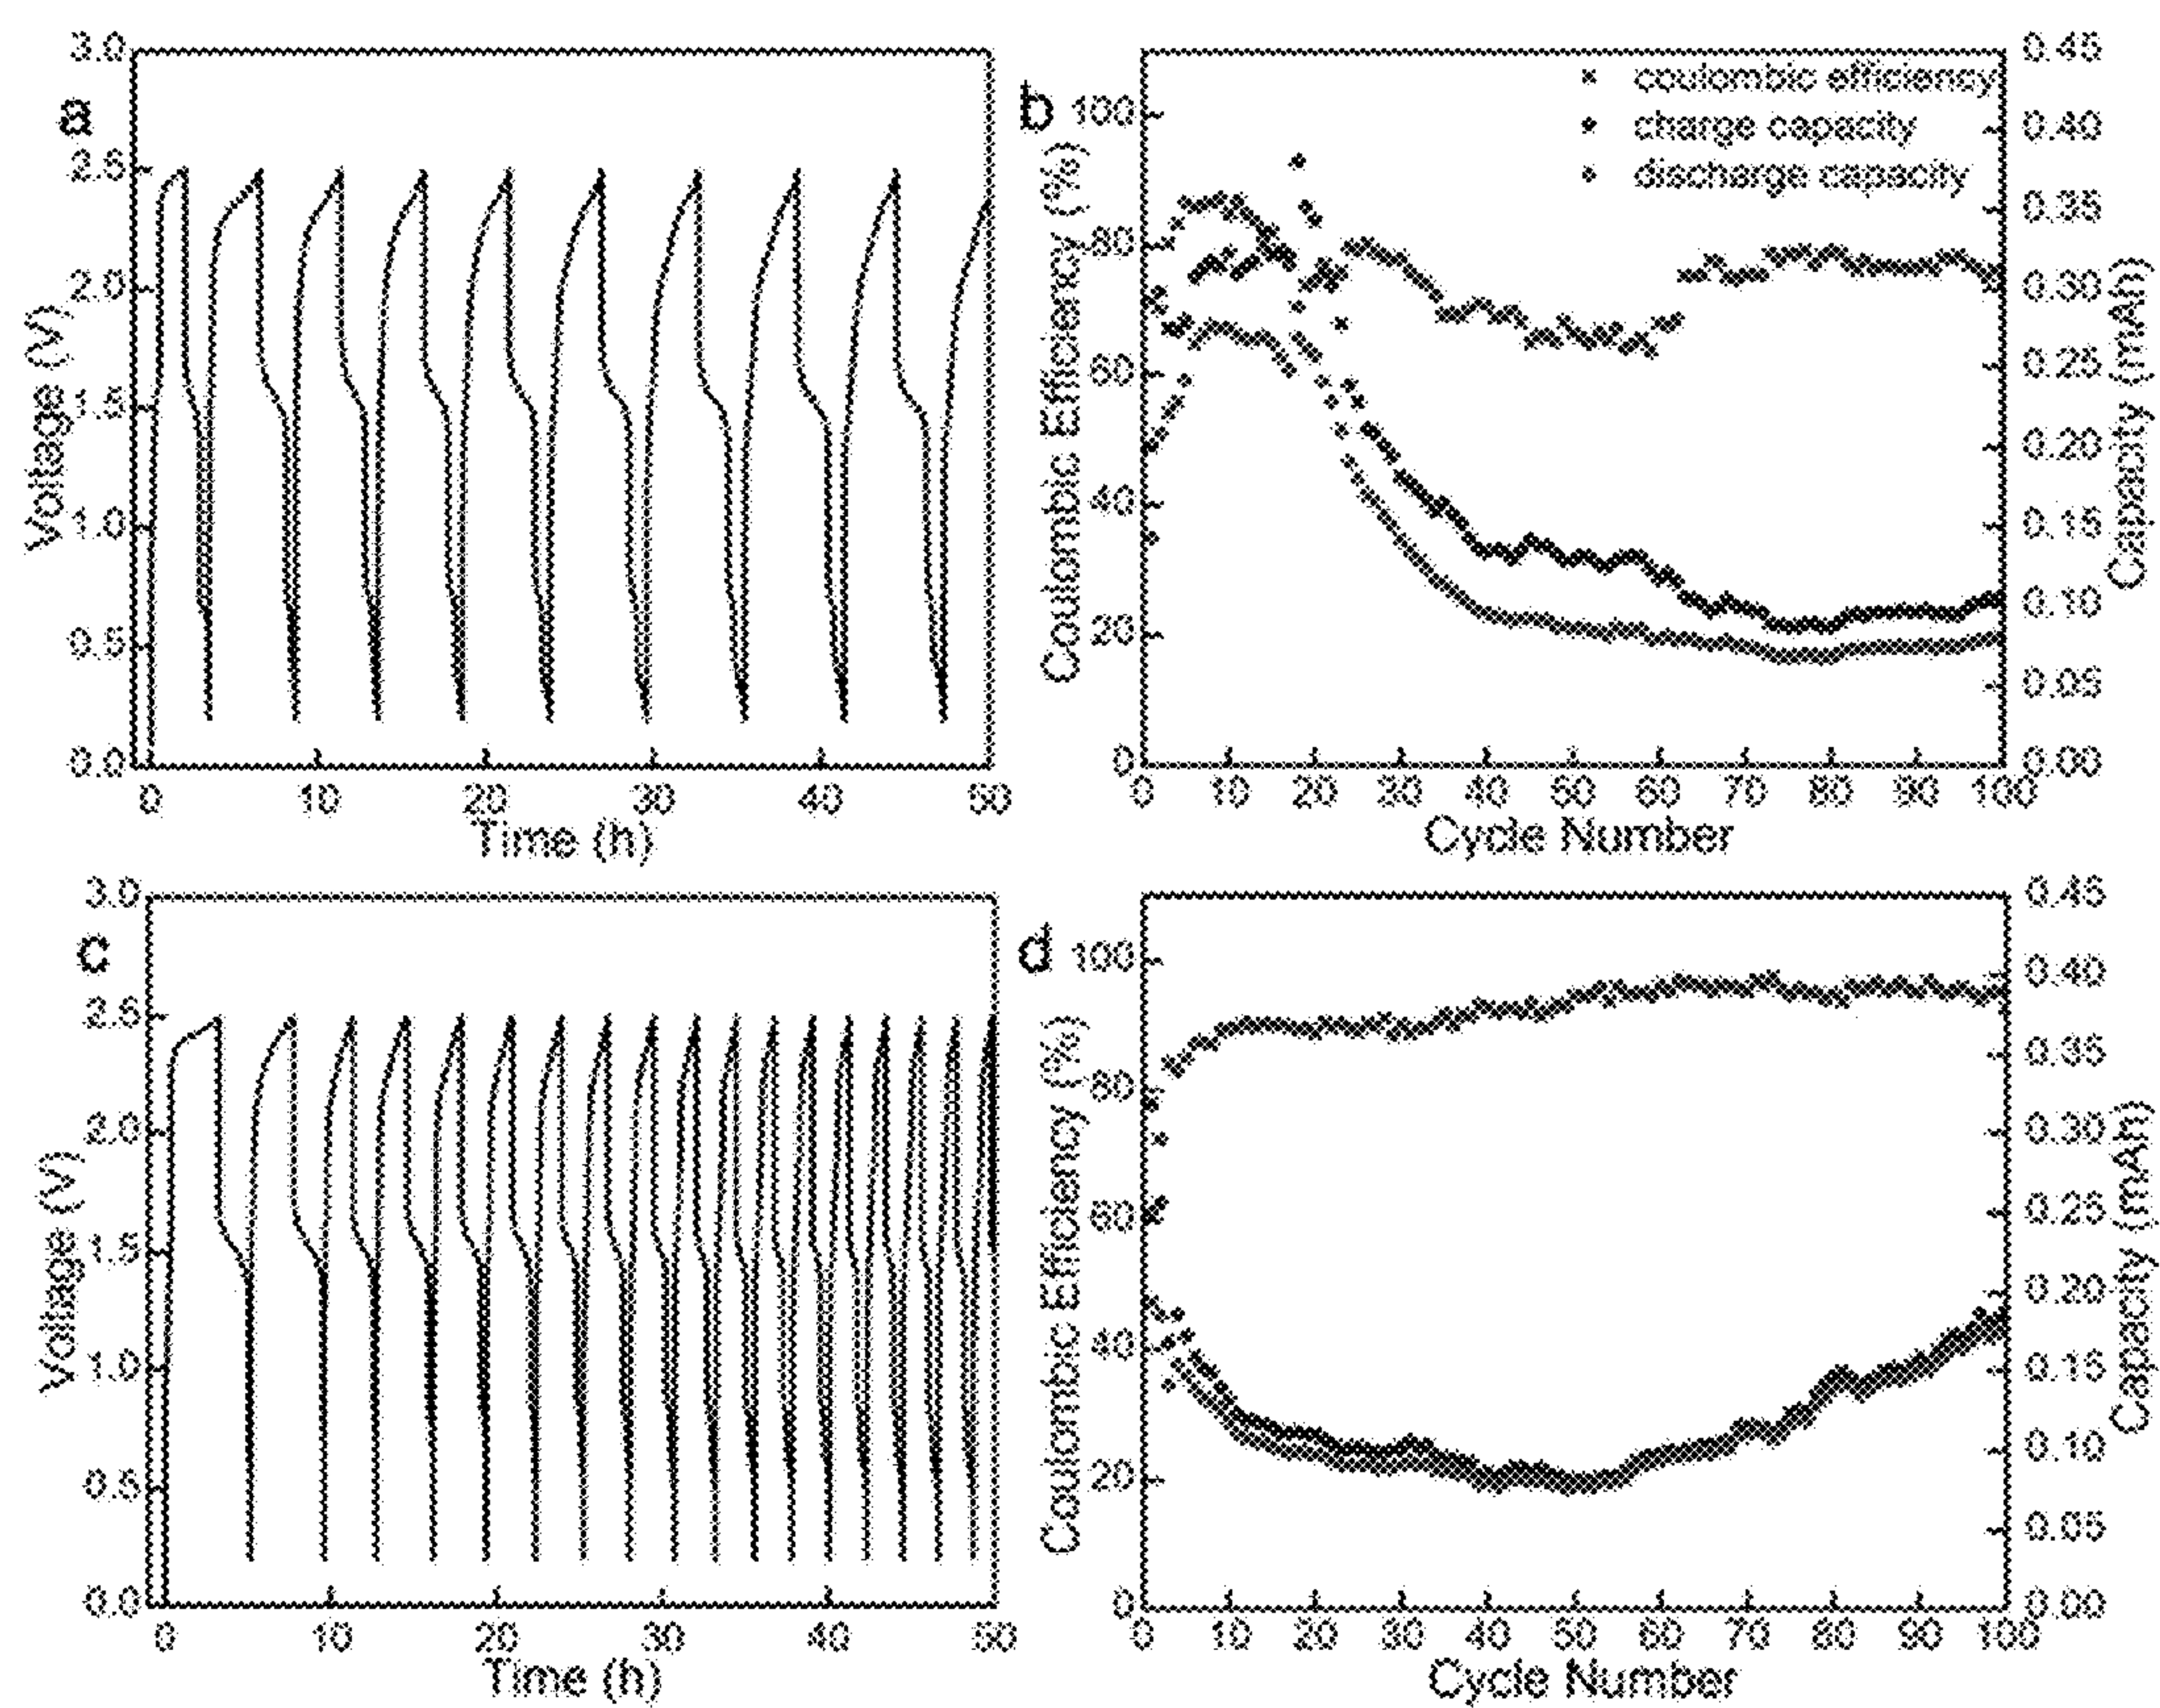 a
3.0
2.5
2.0
1.5
1.0
0.5
0.0
Voltage (V)
0 10 20 30 40 50
Time (h)
b
100
80
60
40
20
0
Coulombic Efficiency (%)
coulombic efficiency
charge capacity
discharge capacity
0.45
0.40
0.35
0.30
0.25
0.20
0.15
0.10
0.05
0.00
Capacity (mAh)
0 10 20 30 40 50 60 70 80 90 100
Cycle Number
c
3.0
2.5
2.0
1.5
1.0
0.5
0.0
Voltage (V)
0 10 20 30 40 50
Time (h)
d
100
80
60
40
20
0
Coulombic Efficiency (%)
0.45
0.40
0.35
0.30
0.25
0.20
0.15
0.10
0.05
0.00
Capacity (mAh)
0 10 20 30 40 50 60 70 80 90 100
Cycle Number